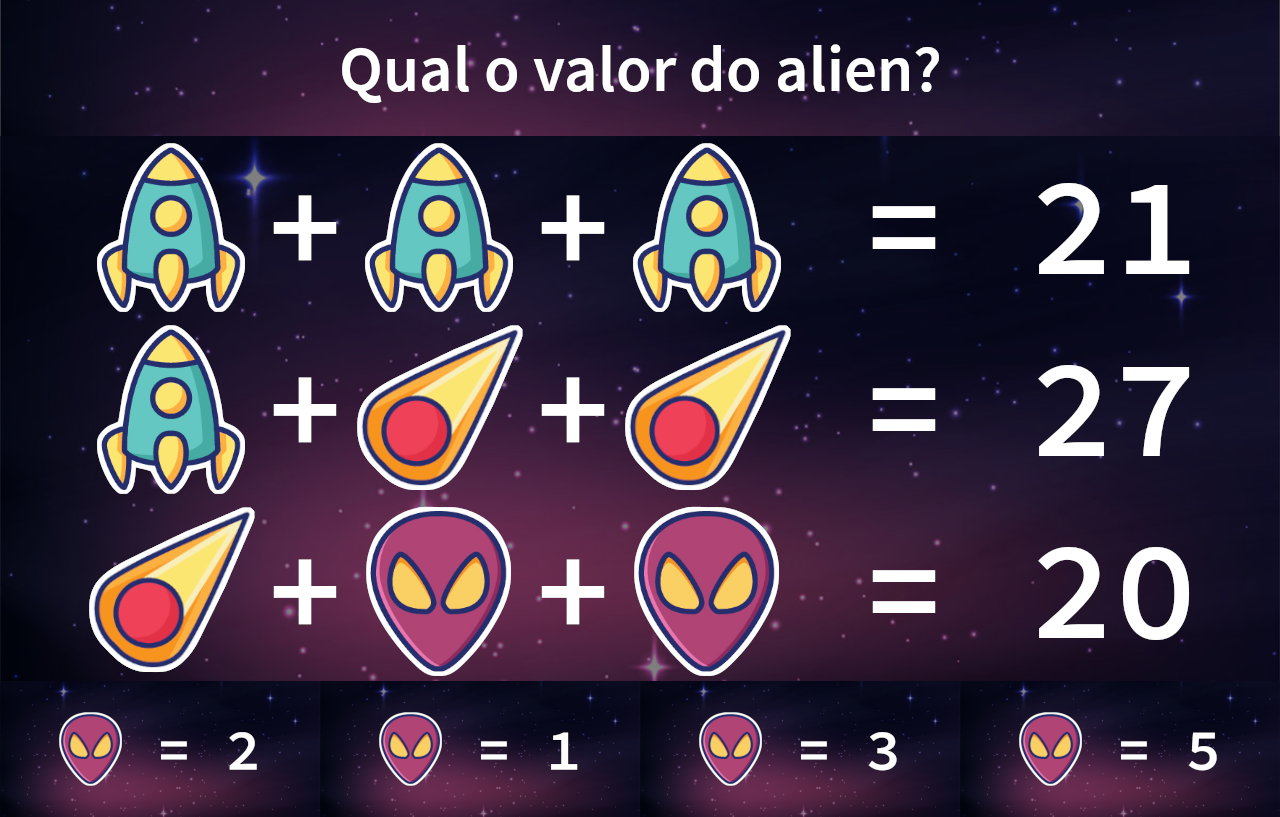 Qual o valor do alien?
+ + = 21
+ + = 27
+ + = 20
= 2 = 1 = 3 = 5